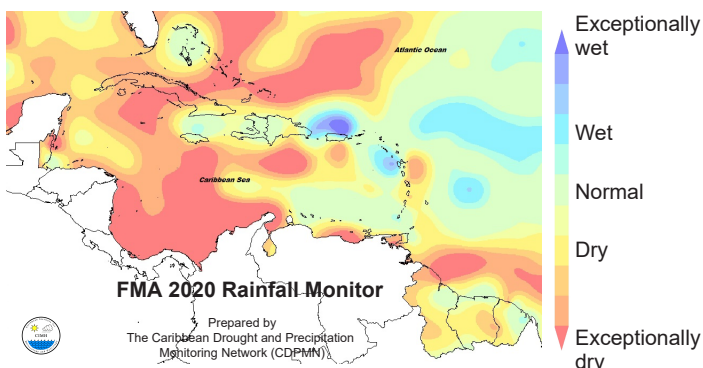 Atlantic Ocean
Caribbean Sea
FMA 2020 Rainfall Monitor
Prepared by
The Caribbean Drought and Precipitation
Monitoring Network (CDPMN)
CIMH
Exceptionally
wet
Wet
Normal
Dry
Exceptionally
dry